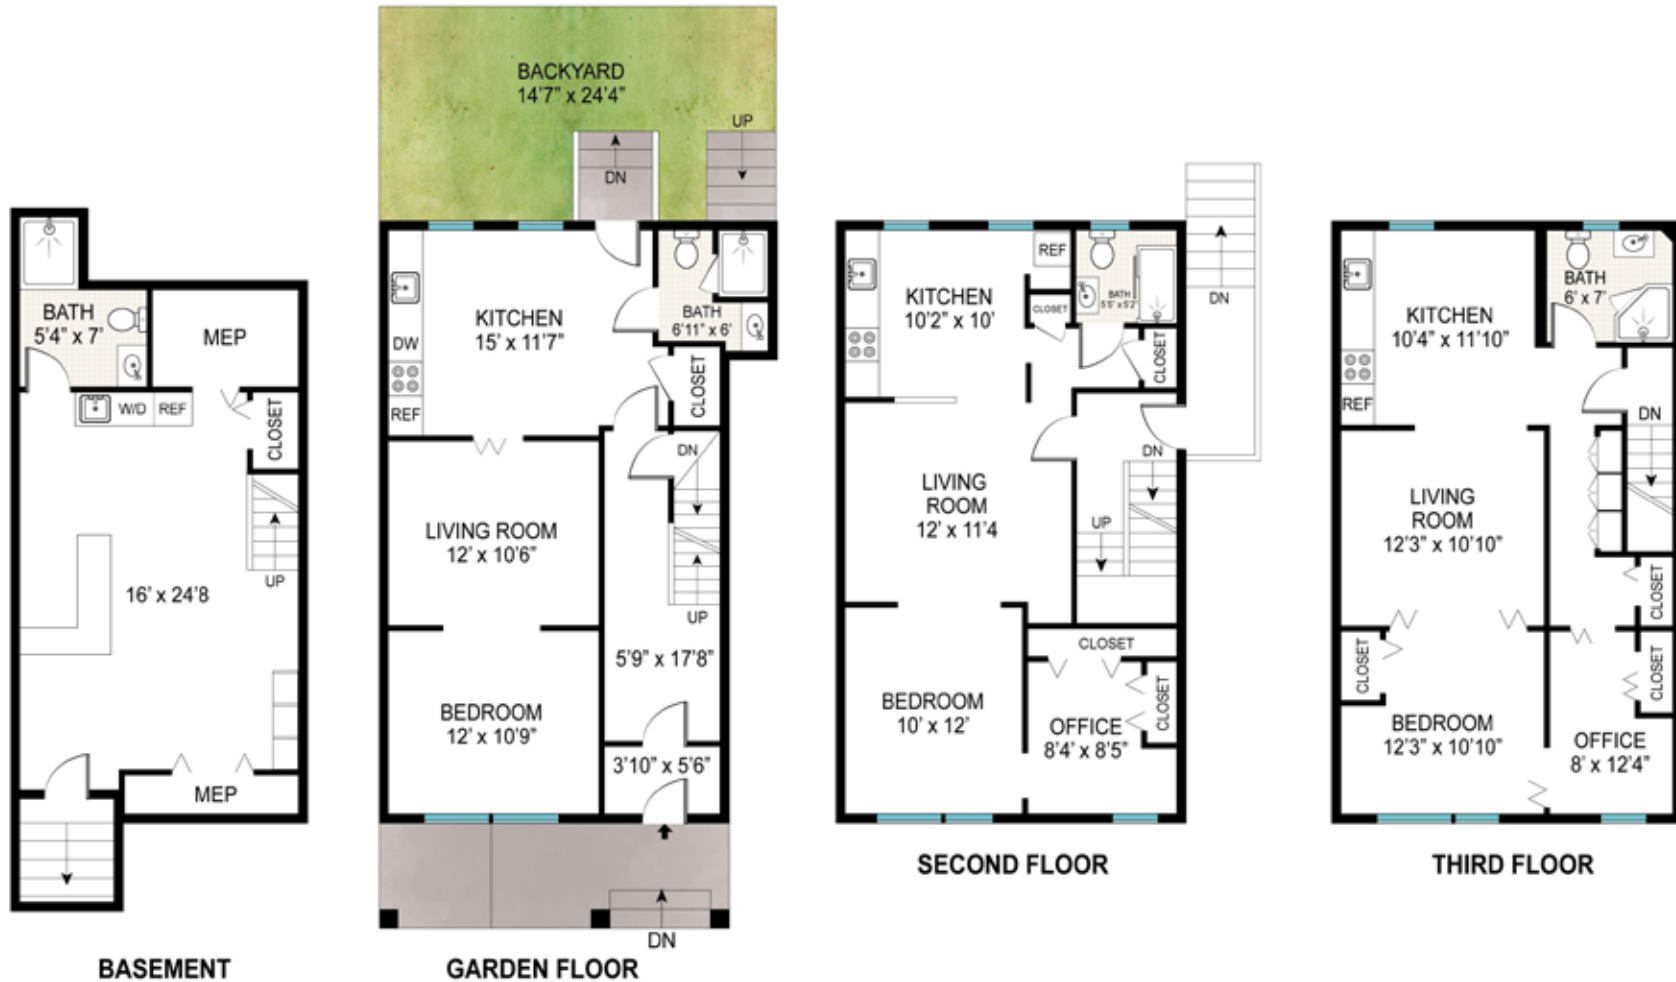 BATH
5'4" x 7'
MEP
W/D
REF
CLOSET
UP
16' x 24'8
MEP
BASEMENT
BACKYARD
14'7" x 24'4"
UP
DN
KITCHEN
15' x 11'7"
BATH
6'11" x 6'
DW
REF
CLOSET
DN
LIVING ROOM
12' x 10'6"
UP
5'9" x 17'8"
BEDROOM
12' x 10'9"
3'10" x 5'6"
DN
GARDEN FLOOR
REF
KITCHEN
10'2" x 10'
CLOSET
BATH
5'5" x 5'2"
CLOSET
DN
DN
LIVING
ROOM
12' x 11'4
UP
CLOSET
BEDROOM
10' x 12'
CLOSET
OFFICE
8'4' x 8'5"
SECOND FLOOR
BATH
6' x 7'
KITCHEN
10'4" x 11'10"
REF
DN
LIVING
ROOM
12'3" x 10'10"
CLOSET
CLOSET
CLOSET
BEDROOM
12'3" x 10'10"
OFFICE
8' x 12'4"
THIRD FLOOR